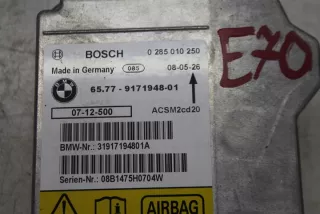 BOSCH 0 285 010 250
E70
Made in Germany 085 08-05-26
65.77 - 9171948-01
07-12-500 ACSM2cd20
BMW-Nr.: 31917194801A
Serien-Nr.: 08B1475H0704W
AIRBAG